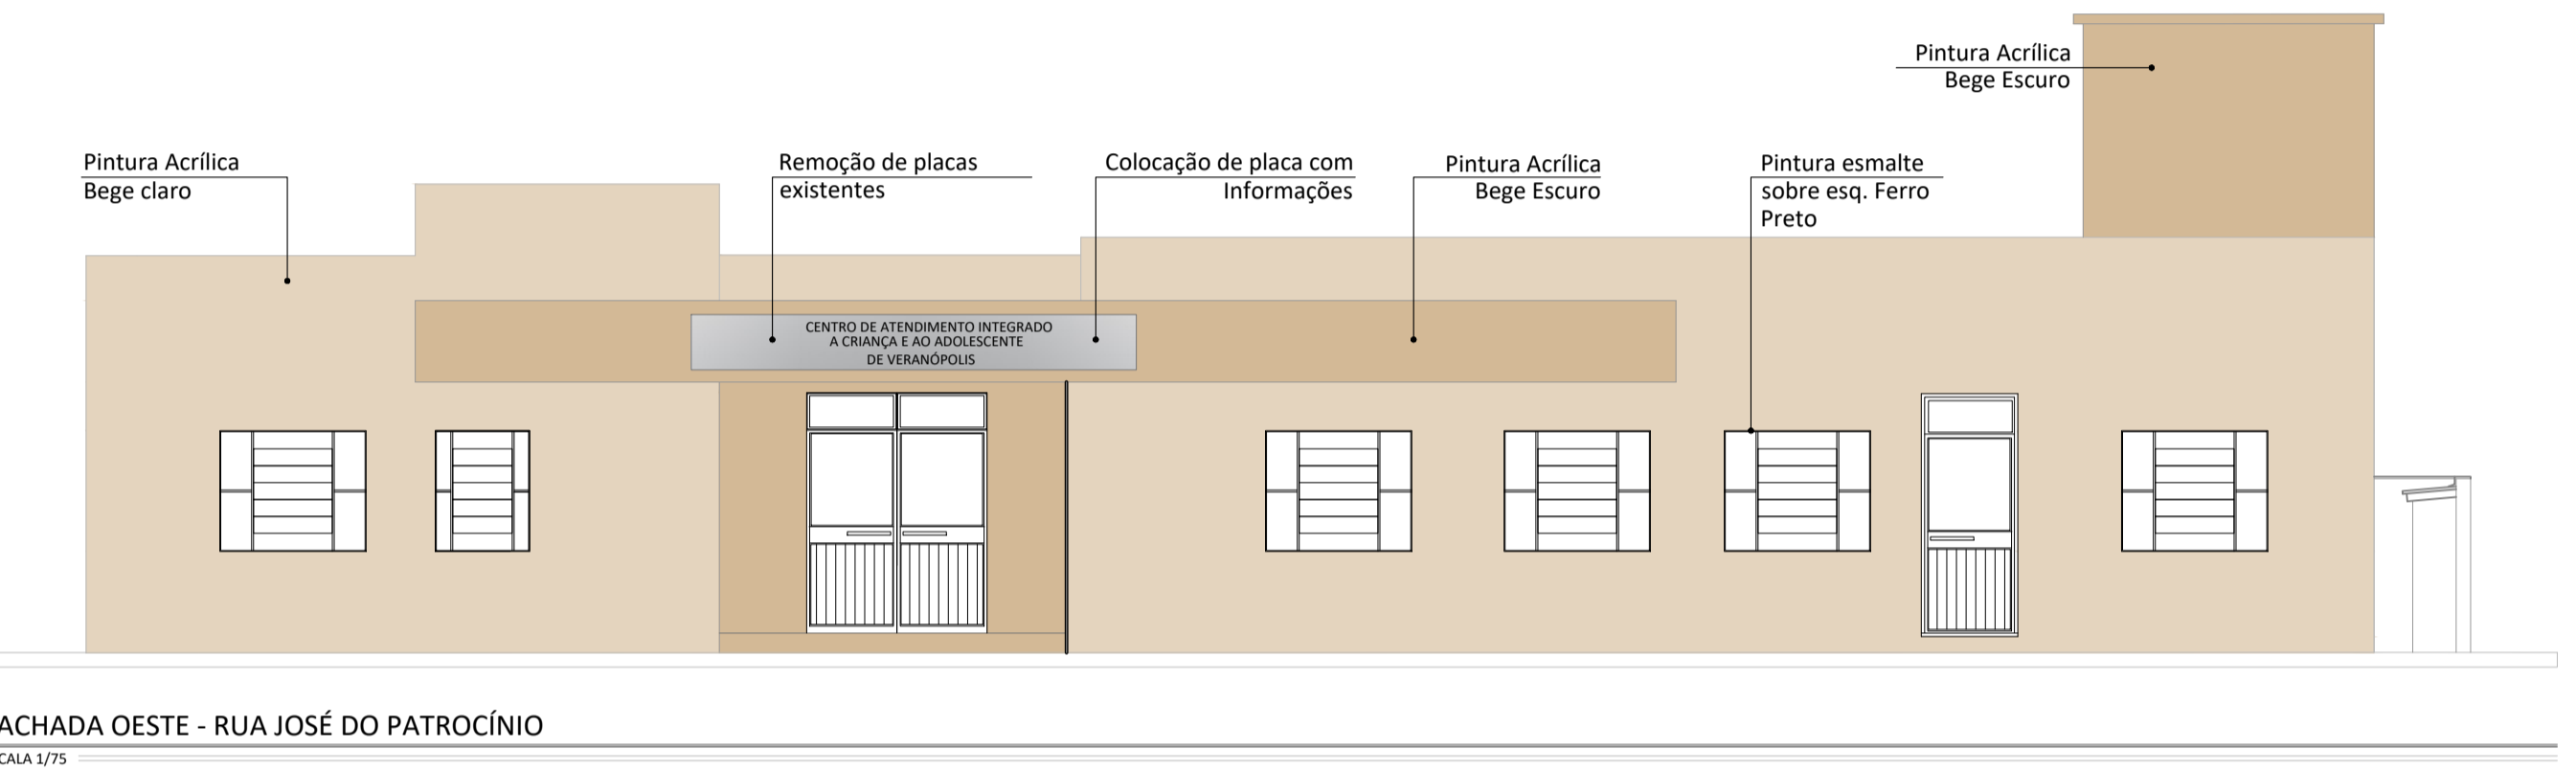 Pintura Acrílica
Bege Escuro
Pintura Acrílica
Bege claro
Remoção de placas
existentes
Colocação de placa com
Informações
Pintura Acrílica
Bege Escuro
Pintura esmalte
sobre esq. Ferro
Preto
CENTRO DE ATENDIMENTO INTEGRADO
A CRIANÇA E AO ADOLESCENTE
DE VERANÓPOLIS
ACHADA OESTE - RUA JOSÉ DO PATROCÍNIO
CALA 1/75